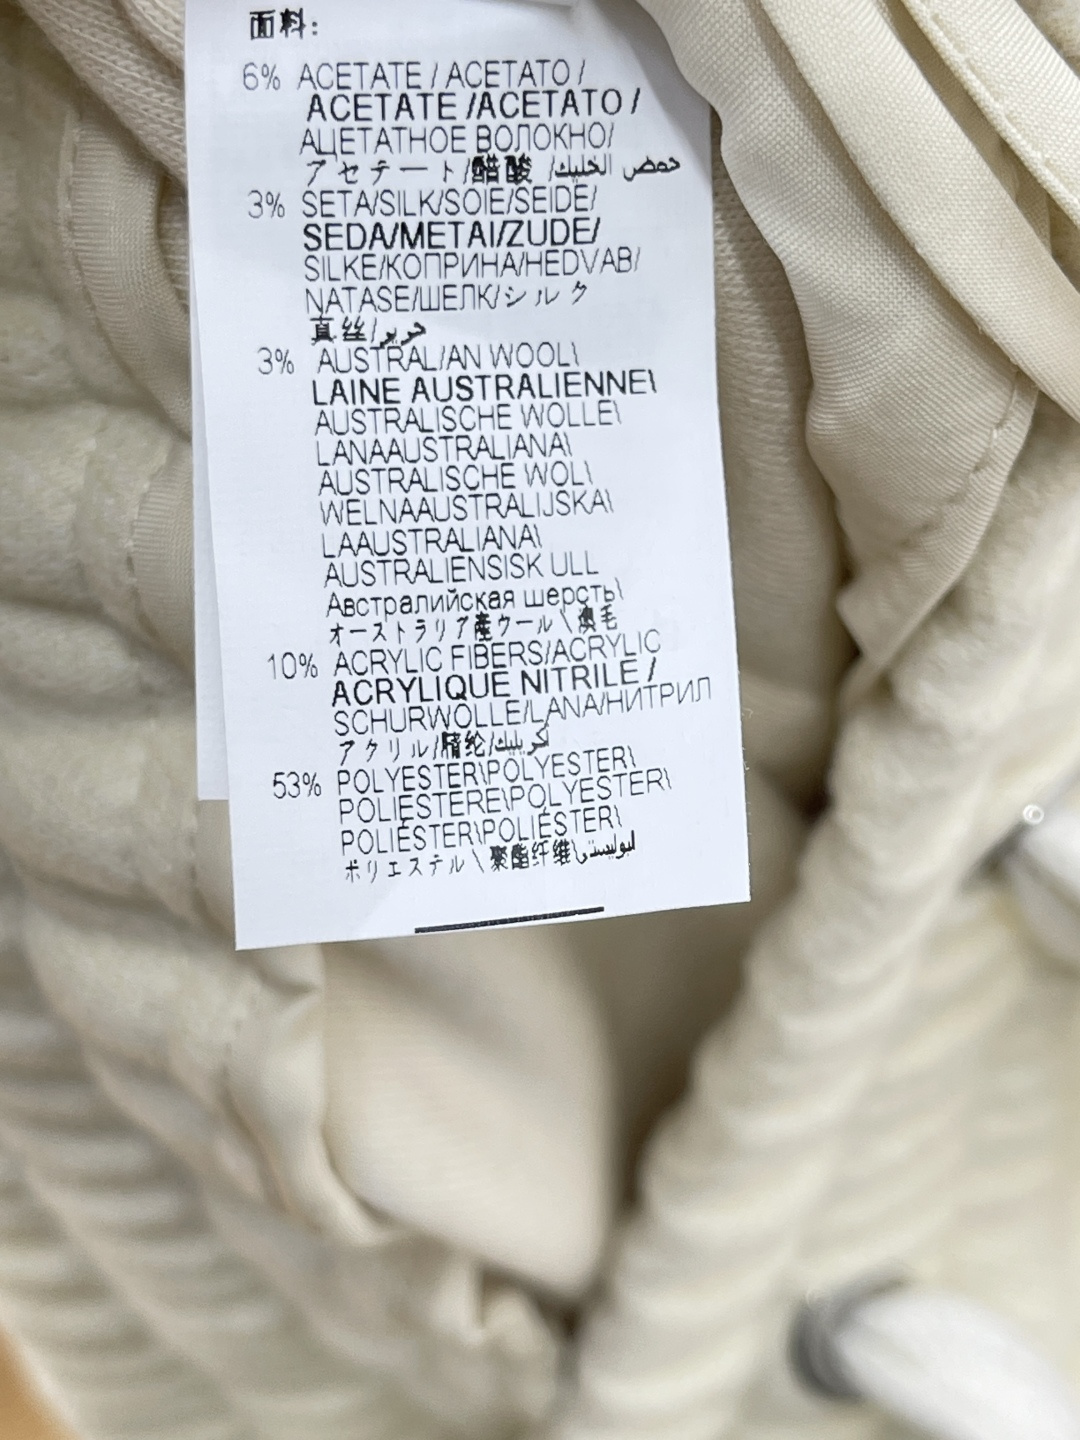 面料:
6% ACETATE / ACETATO /
ACETATE /ACETATO /
АЦЕТАТНОЕ ВОЛОКНО/
アセテート/醋酸 /حمض الخليك
3% SETA/SILK/SOIE/SEIDE/
SEDA/METAI/ZUDE/
SILKE/КОПРИНА/HEDVAB/
NATASE/ШЕЛК/シルク
真丝/حرير
3% AUSTRAL/AN WOOL\
LAINE AUSTRALIENNE\
AUSTRALISCHE WOLLE\
LANAAUSTRALIANA\
AUSTRALISCHE WOL\
WELNAAUSTRALIJSKA\
LAAUSTRALIANA\
AUSTRALIENSISK ULL
Австралийская шерсть\
オーストラリア産ウール \ 澳毛
10% ACRYLIC FIBERS/ACRYLIC
ACRYLIQUE NITRILE /
SCHURWOLLE/LANA/НИТРИЛ
アクリル/腈纶/اكريليك
53% POLYESTER\POLYESTER\
POLIESTERE\POLYESTER\
POLIÉSTER\POLIÉSTER\
ポリエステル \ 聚酯纤维\